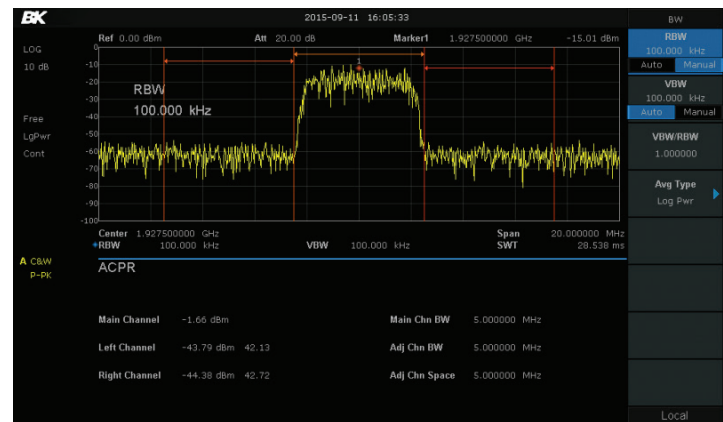 BK 2015-09-11 16:05:33 BW
Ref 0.00 dBm Att 20.00 dB Marker1 1.927500000 GHz -15.01 dBm
LOG
10 dB
Free
LgPwr
Cont
A C&W
P-PK
0
-10
-20
-30
-40
-50
-60
-70
-80
-90
-100
1
RBW
100.000 kHz
Center 1.927500000 GHz Span 20.000000 MHz
*RBW 100.000 kHz VBW 100.000 kHz SWT 28.538 ms
ACPR
Main Channel -1.66 dBm Main Chn BW 5.000000 MHz
Left Channel -43.79 dBm 42.13 Adj Chn BW 5.000000 MHz
Right Channel -44.38 dBm 42.72 Adj Chn Space 5.000000 MHz
RBW
100.000 kHz
Auto Manual
VBW
100.000 kHz
Auto Manual
VBW/RBW
1.000000
Avg Type
Log Pwr
Local